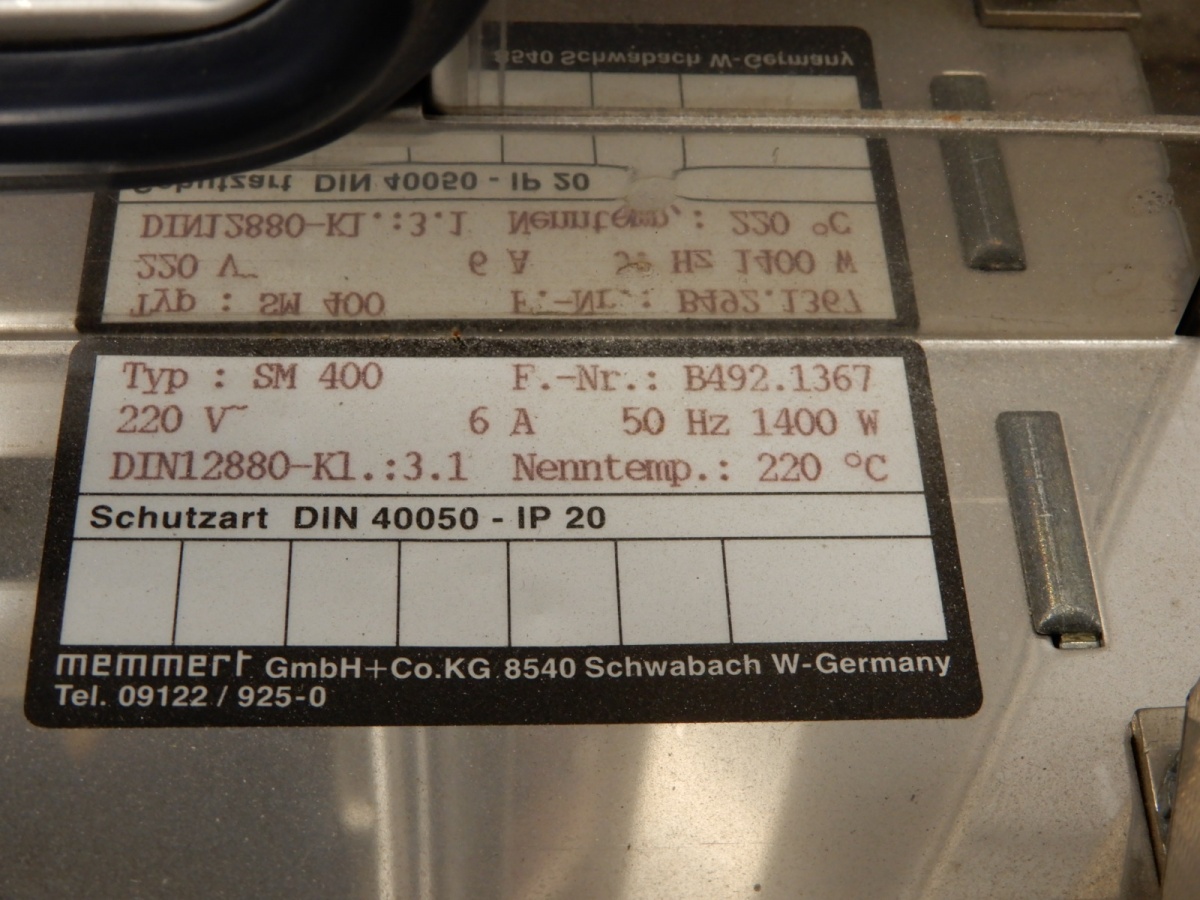 Typ : SM 400 F.-Nr.: B492.1367
220 V~ 6 A 50 Hz 1400 W
DIN12880-Kl.:3.1 Nenntemp.: 220 °C
Schutzart DIN 40050 - IP 20
memmert GmbH+Co.KG 8540 Schwabach W-Germany
Tel. 09122 / 925-0